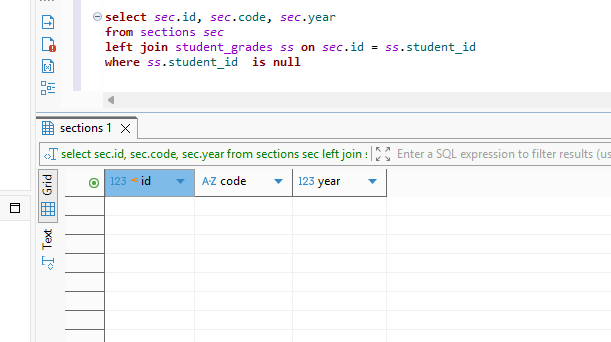 select sec.id, sec.code, sec.year
from sections sec
left join student_grades ss on sec.id = ss.student_id
where ss.student_id  is null
sections 1
select sec.id, sec.code, sec.year from sections sec left join
Enter a SQL expression to filter results (us
Grid
Text
123 id
A-Z code
123 year